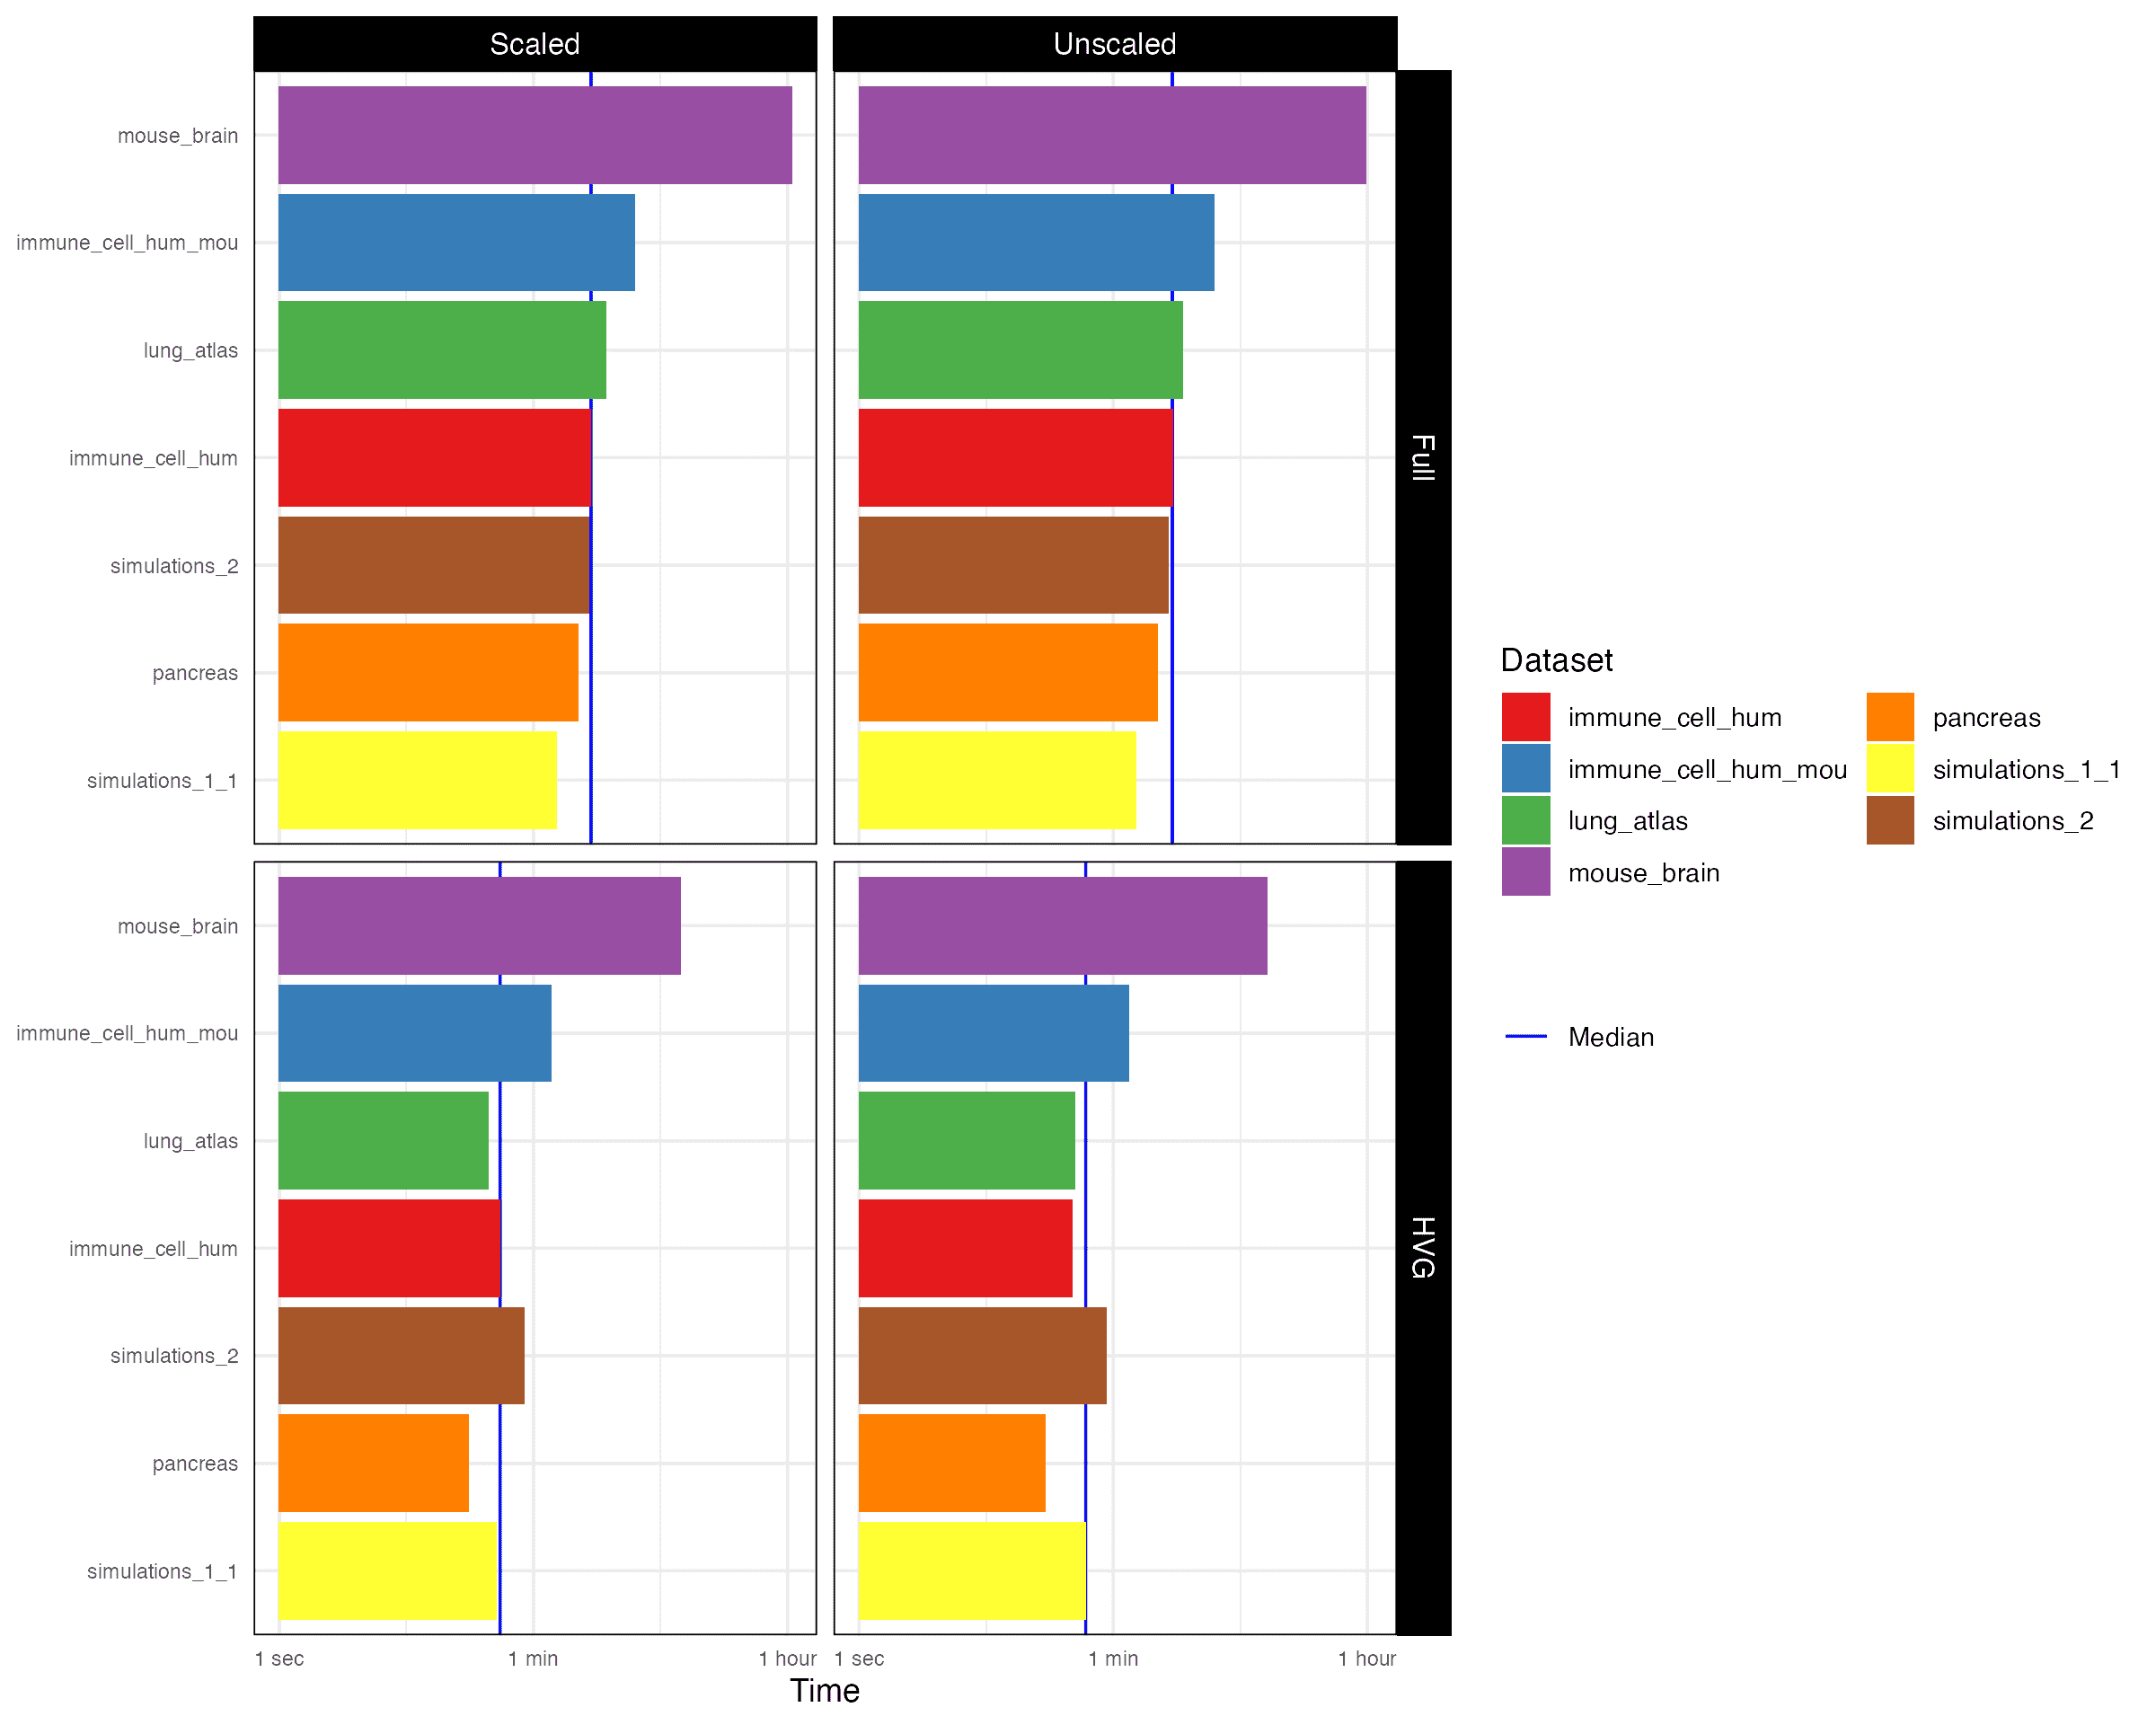 Scaled
Unscaled
mouse_brain
immune_cell_hum_mou
lung_atlas
immune_cell_hum
simulations_2
pancreas
simulations_1_1
Full
mouse_brain
immune_cell_hum_mou
lung_atlas
immune_cell_hum
simulations_2
pancreas
simulations_1_1
HVG
1 sec
1 min
1 hour
1 sec
1 min
1 hour
Time
Dataset
immune_cell_hum
immune_cell_hum_mou
lung_atlas
mouse_brain
pancreas
simulations_1_1
simulations_2
Median